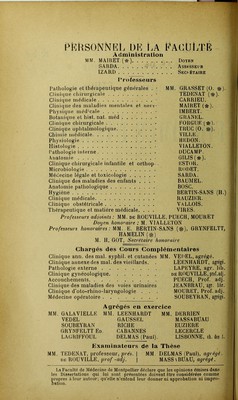 PERSONNEL DE LA FACULTÉ
Administration
MM. MAIRET (✻). . . . . . . . . DOYEN
SARDA. . . . . . . . . . ASSESSEUR
IZARD . . . . . . . . . SECRÉTAIRE
Professeurs
Pathologie et thérapeutique générales . MM. GRASSET (O. ✻).
Clinique chirurgicale . . . . . . TÉDENAT (✻).
Clinique médicale. . . . . . . CARRIEU.
Clinique des maladies mentales et nerv. MAIRET (✻).
Physique médicale . . . . . . IMBERT.
Botanique et hist. nat. méd . . . . GRANEL.
Clinique chirurgicale . . . . . . FORGUE (✻).
Clinique ophtalmologique. . . . . TRUC (O. ✻).
Chimie médicale. . . . . . . VILLE.
Physiologie . . . . . . . . HEDON.
Histologie . . . . . . . . VIALLETON.
Pathologie interne . . . . . . DUCAMP.
Anatomie . . . . . . . . GILIS (✻).
Clinique chirurgicale infantile et orthop. ESTOR.
Microbiologie . . . . . . . RODET.
Médecine légale et toxicologie . . . SARDA.
Clinique des maladies des enfants . . BAUMEL.
Anatomie pathologique . . . . . BOSC.
Hygiène . . . . . . . . BERTIN-SANS (H.)
Clinique médicale. . . . . . . RAUZIER.
Clinique obstétricale . . . . . . VALLOIS.
Thérapeutique et matière médicale. . . VIRES.
Professeurs adjoints : MM. DE ROUVILLE, PUECH, MOURET
Doyen honoraire : M. VIALLETON
Professeurs honoraires : MM. E. BERTIN-SANS (✻), GRYNFELTT,
HAMELIN (✻)
M. H. GOT, Secrétaire honoraire
Chargés des Cours Complémentaires
Clinique ann. des mal. syphil. et cutanées MM. VEDEL, agrégé.
Clinique annexe des mal. des vieillards. LEENHARDT, agrég.
Pathologie externe . . . . . . LAPEYRE, agr. lib.
Clinique gynécologique. . . . . DE ROUVILLE, prof. adj.
Accouchements. . . . . . . PUECH, Prof. adj.
Clinique des maladies des voies urinaires JEANBRAU, agr.
Clinique d'oto-rhino-laryngologie . . MOURET, Prof. adj.
Médecine opératoire . . . . . . SOUBEYRAN, agrég.
Agrégés en exercice
MM. GALAVIELLE MM. LEENHARDT MM. DERRIEN
VEDEL GAUSSEL MASSABUAU
SOUBEYRAN RICHE EUZIERE
GRYNFELTT Ed. CABANNES LECERCLE
LAGRIFFOUL DELMAS (Paul). LISBONNE,
Examinateurs de la Thèse
MM. TÉDENAT, professeur, prés. MM DELMAS (Paul), agrégé.
DE ROUVILLE, prof.-adj. MASSABUAU, agrégé.
La Faculté de Médecine de Montpellier déclare que les opinions émises dans
les Dissertations qui lui sont présentées doivent être considérées comme
propres à leur auteur; qu'elle n'entend leur donner ni approbation ni improbation.